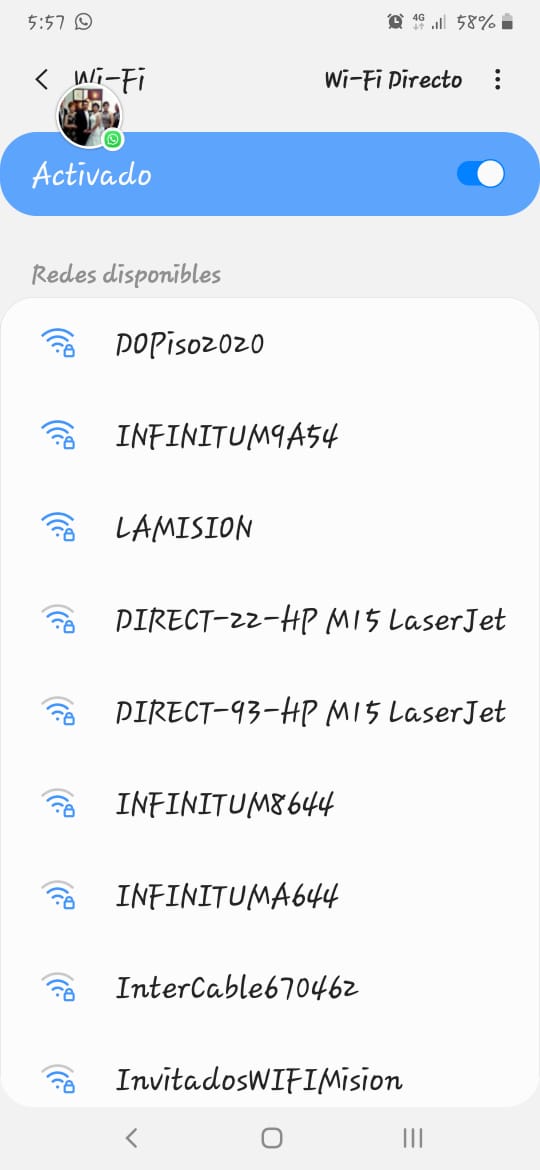 5:57 4G 58%
Wi-Fi Wi-Fi Directo
Activado
Redes disponibles
DOPiso2020
INFINITUM9A54
LAMISION
DIRECT-22-HP M15 LaserJet
DIRECT-93-HP M15 LaserJet
INFINITUM8644
INFINITUMA644
InterCable670462
InvitadosWIFIMision